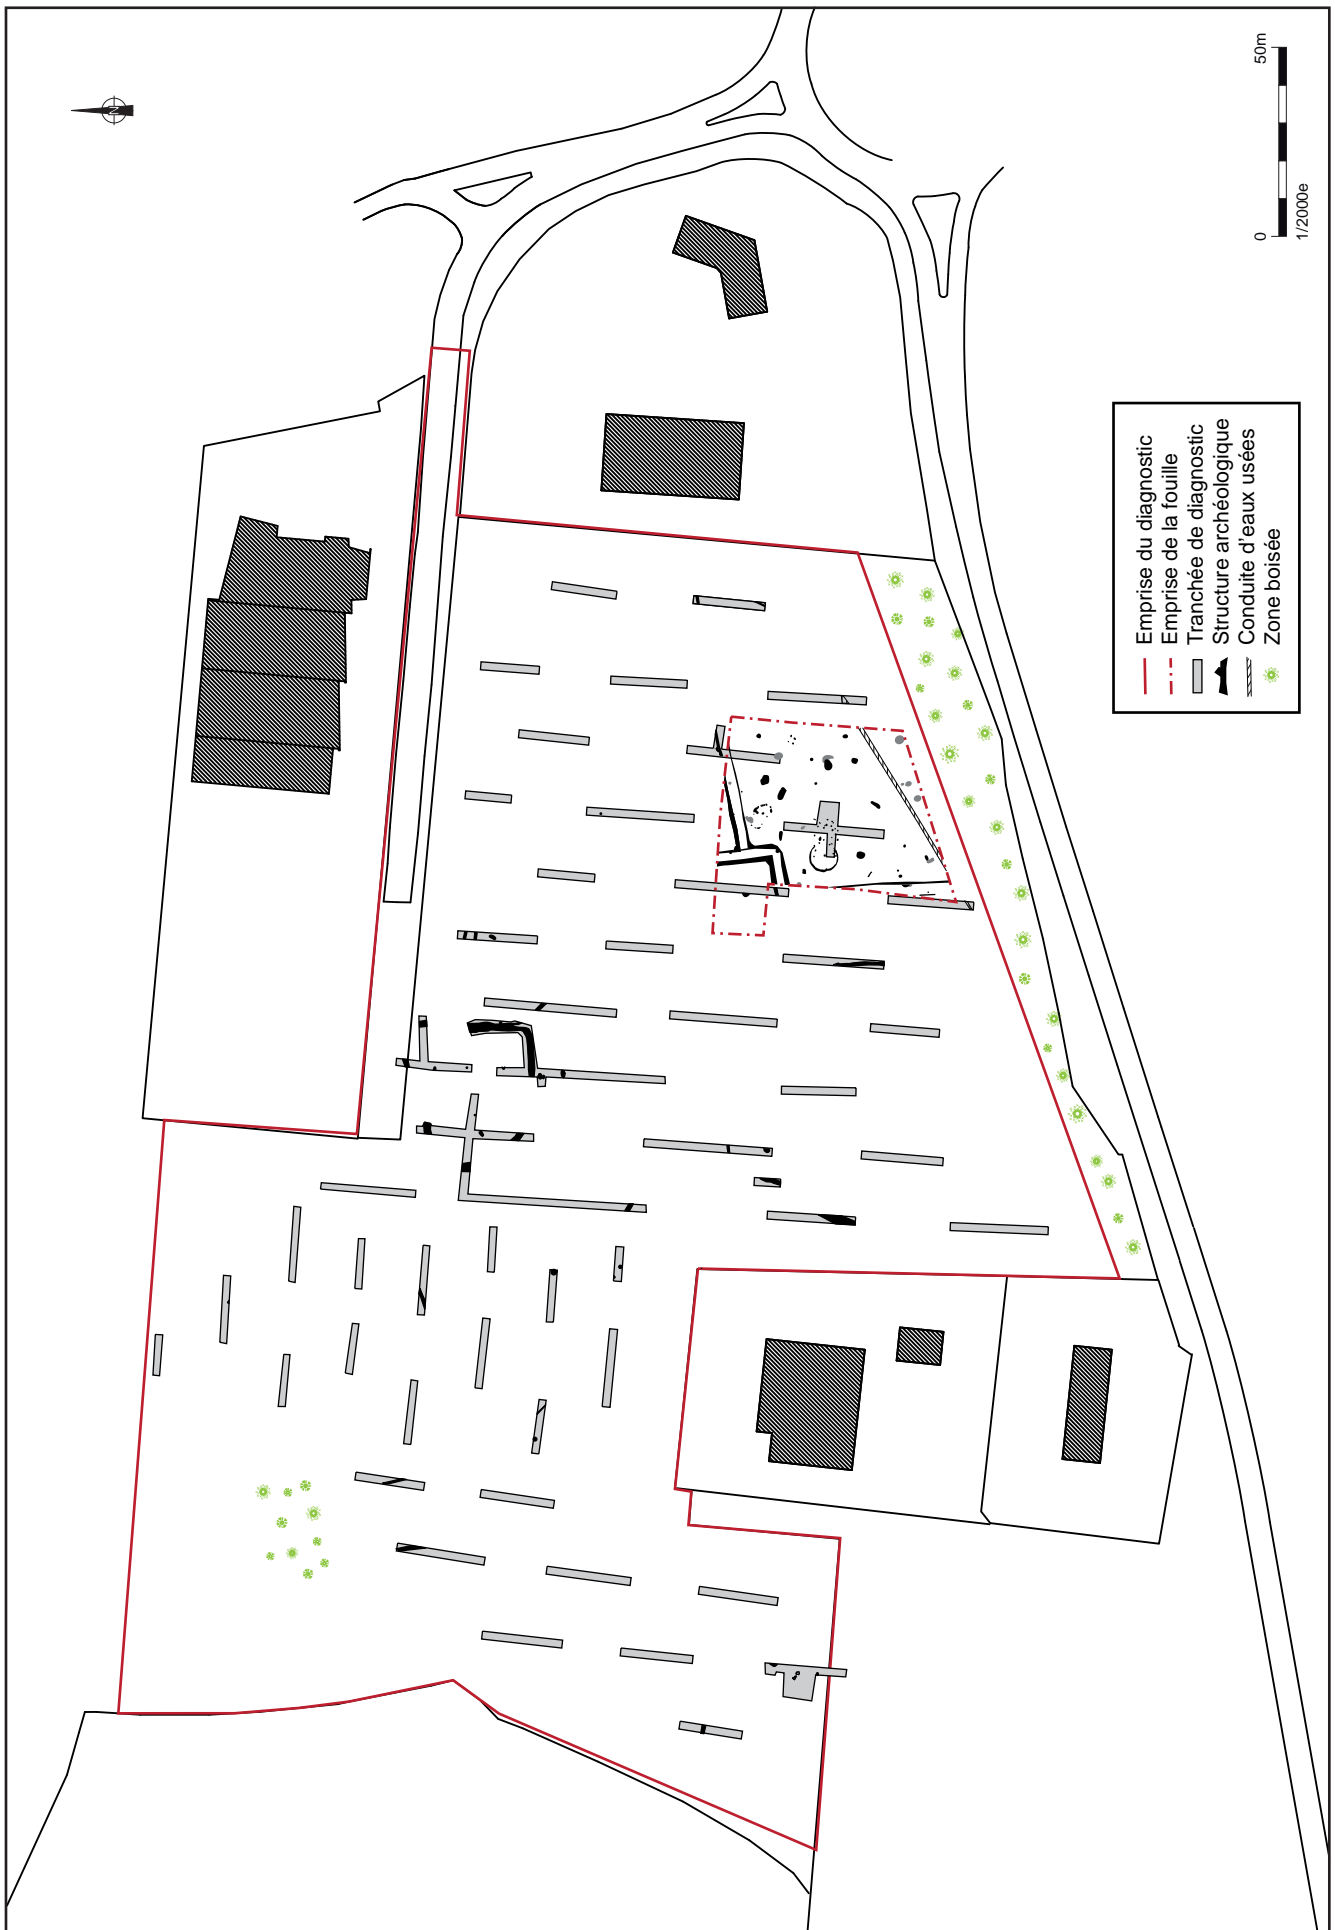 N
50m
0
1/2000e
Emprise du diagnostic
Emprise de la fouille
Tranchée de diagnostic
Structure archéologique
Conduite d'eaux usées
Zone boisée